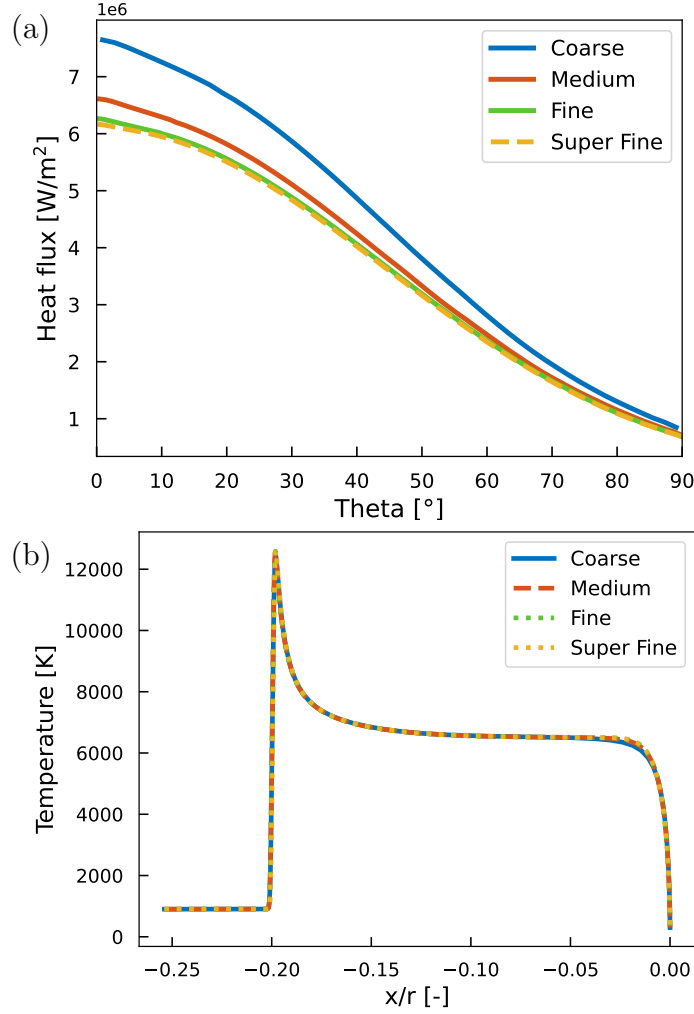 (a)
1e6
7
6
5
4
3
2
1
Heat flux [W/m²]
Coarse
Medium
Fine
Super Fine
0 10 20 30 40 50 60 70 80 90
Theta [°]
(b)
12000
10000
8000
6000
4000
2000
0
Temperature [K]
Coarse
Medium
Fine
Super Fine
−0.25 −0.20 −0.15 −0.10 −0.05 0.00
x/r [-]